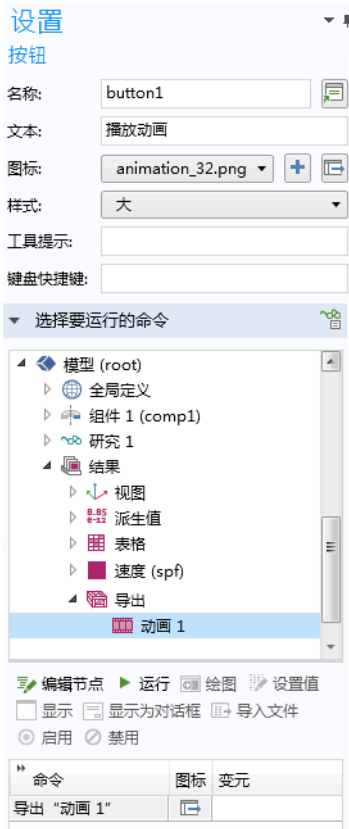 设置
按钮
名称: button1
文本: 播放动画
图标: animation_32.png
样式: 大
工具提示:
键盘快捷键:
选择要运行的命令
模型 (root)
全局定义
组件 1 (comp1)
研究 1
结果
视图
8.85
e-12 派生值
表格
速度 (spf)
导出
动画 1
编辑节点 运行 绘图 设置值
显示 显示为对话框 导入文件
启用 禁用
命令 图标 变元
导出 “动画 1”